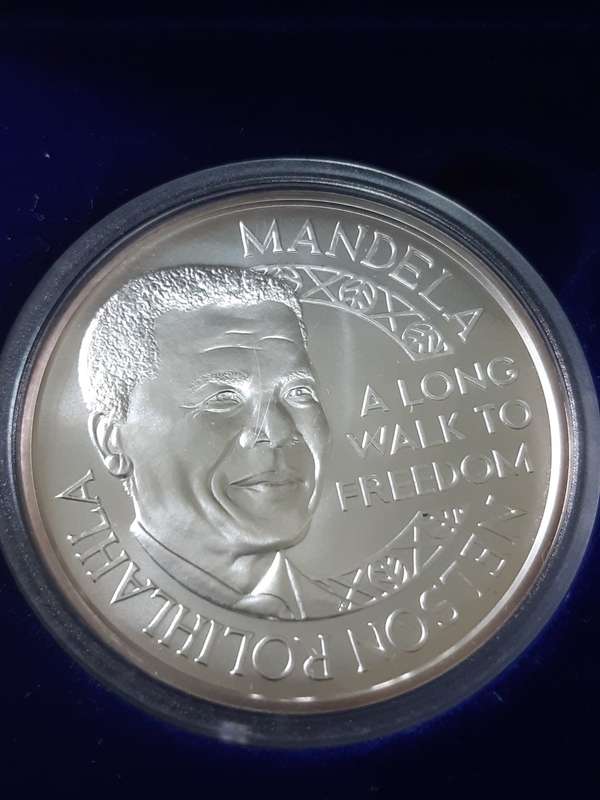 NELSON ROLIHLAHLA
MANDELA
A LONG
WALK TO
FREEDOM